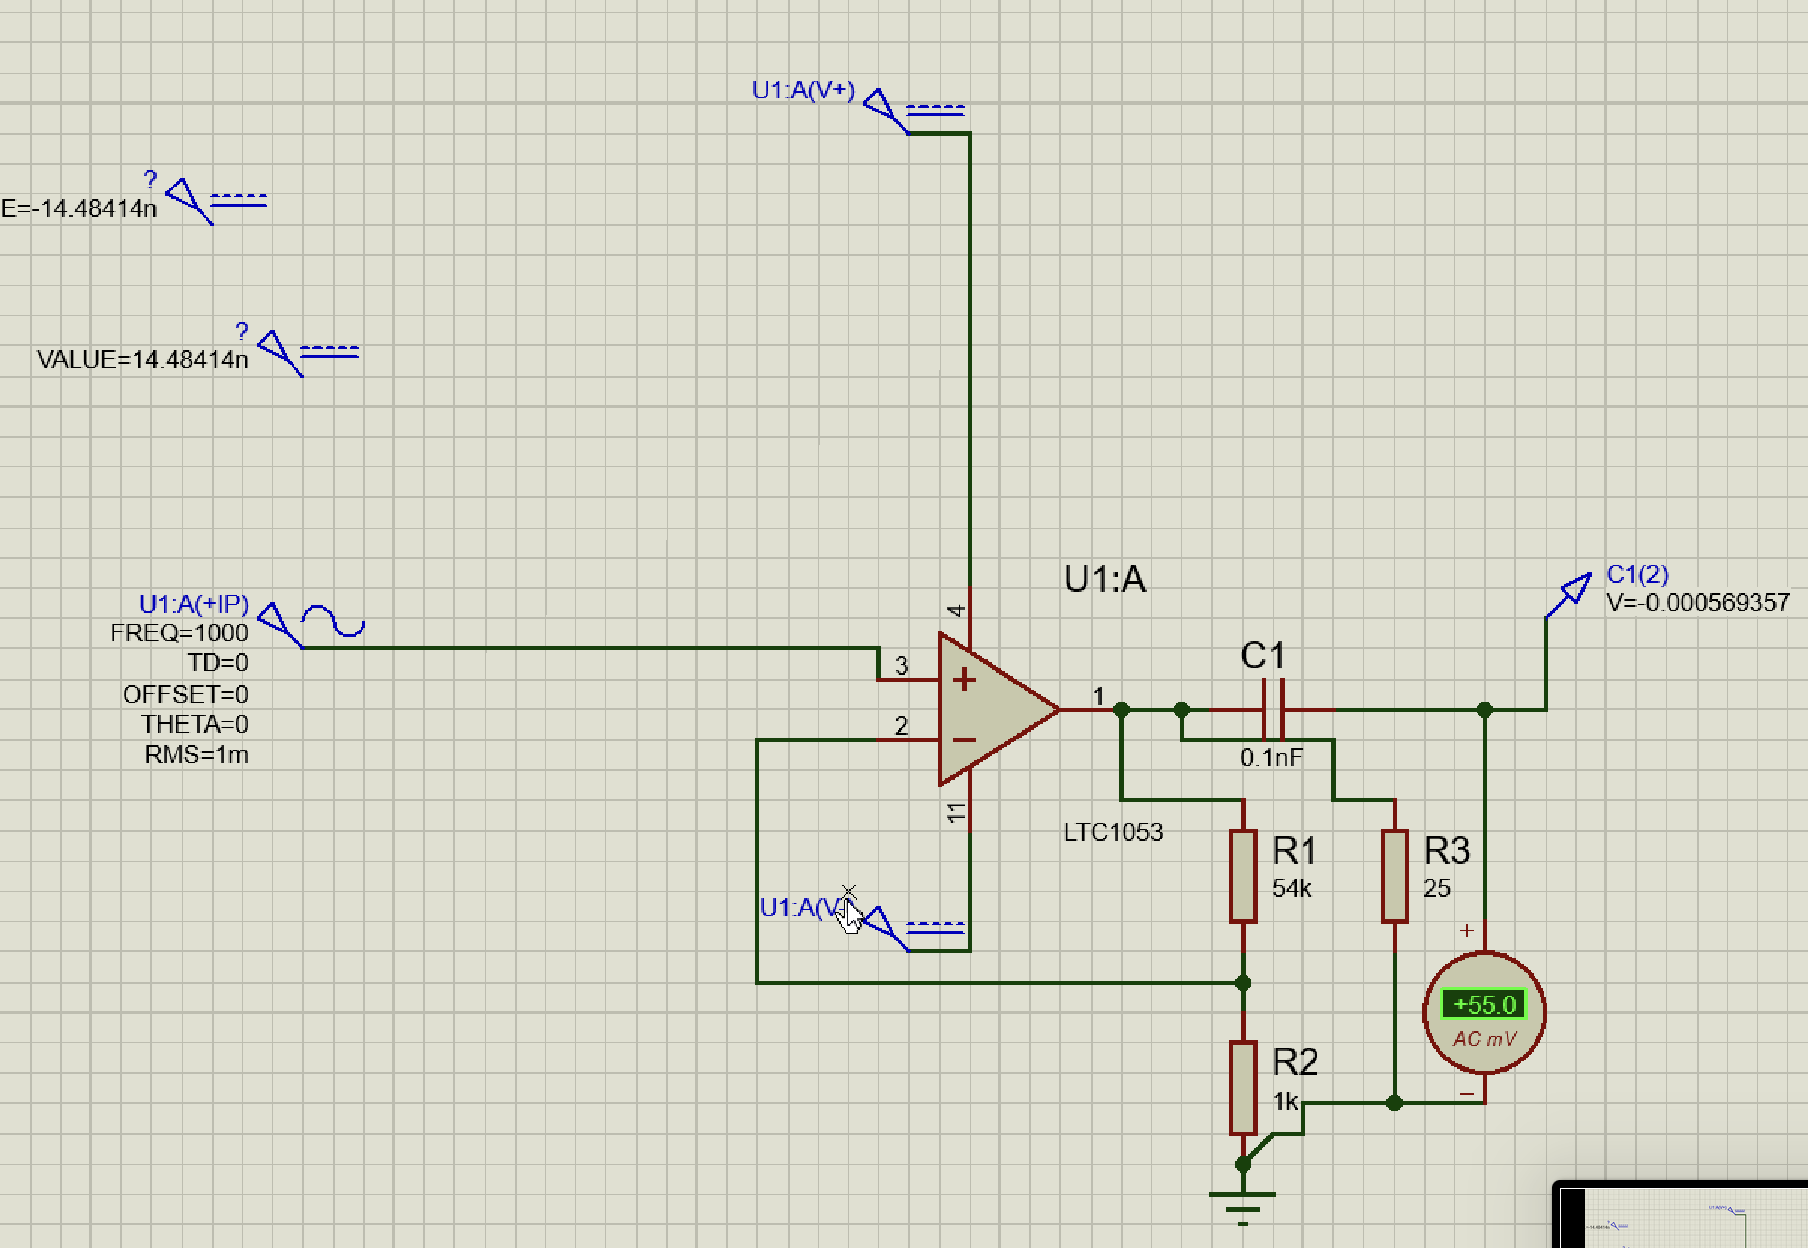 U1:A(V+)
?
E=-14.48414n
?
VALUE=14.48414n
U1:A(+IP)
FREQ=1000
TD=0
OFFSET=0
THETA=0
RMS=1m
U1:A
4
3
2
1
11
LTC1053
C1
0.1nF
C1(2)
V=-0.000569357
R1
54k
R3
25
U1:A(V
+
+55.0
AC mV
R2
1k